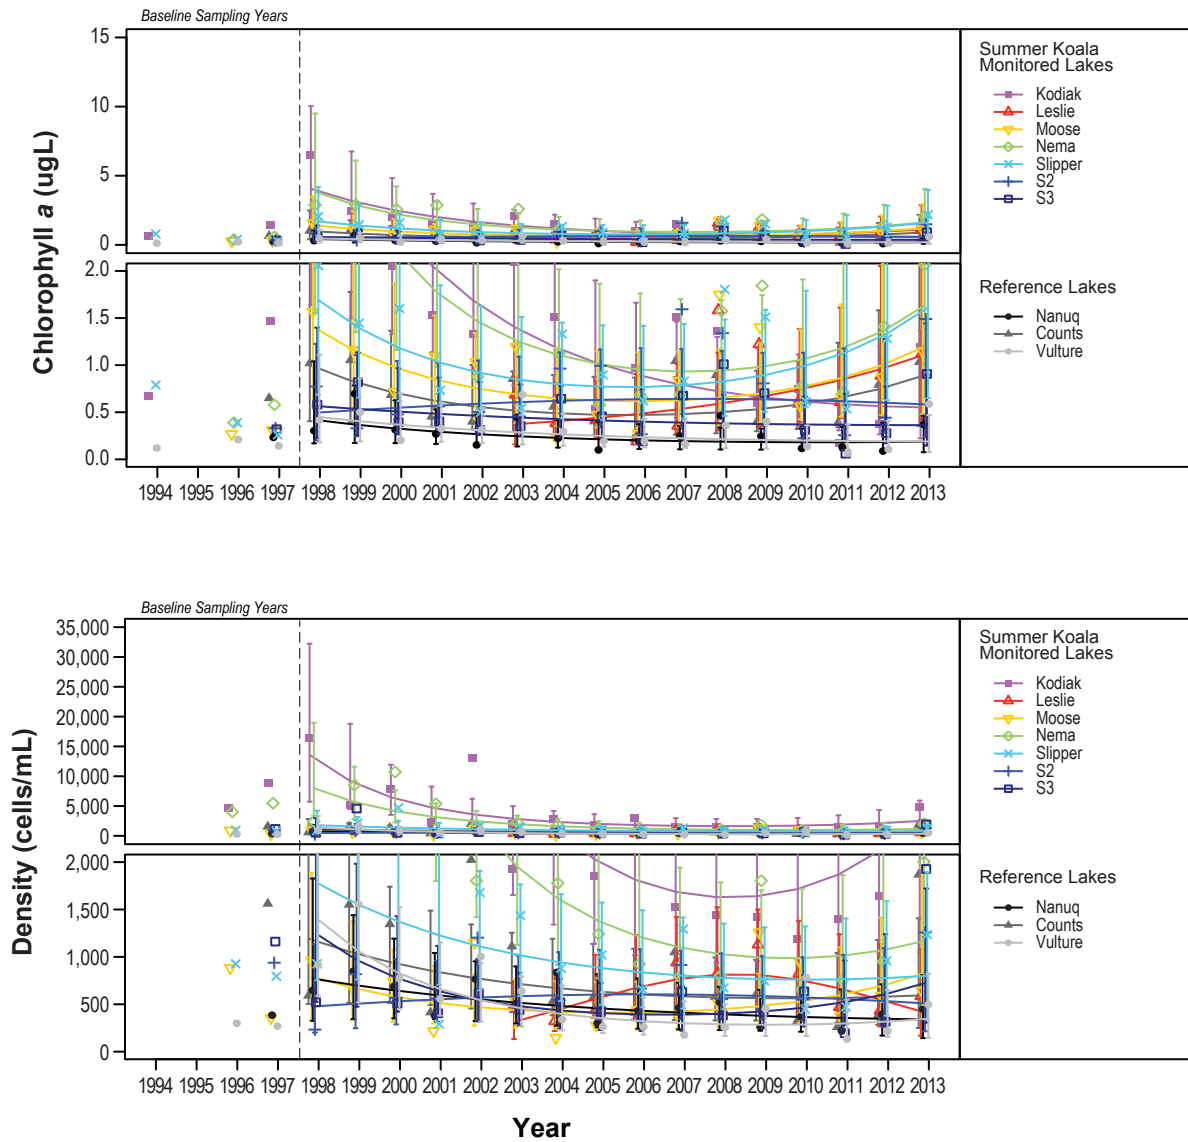 Baseline Sampling Years
15
10
5
0
2.0
1.5
1.0
0.5
0.0
Chlorophyll a (ugL)
1994 1995 1996 1997 1998 1999 2000 2001 2002 2003 2004 2005 2006 2007 2008 2009 2010 2011 2012 2013
Summer Koala
Monitored Lakes
Kodiak
Leslie
Moose
Nema
Slipper
S2
S3
Reference Lakes
Nanuq
Counts
Vulture
Baseline Sampling Years
35,000
30,000
25,000
20,000
15,000
10,000
5,000
0
2,000
1,500
1,000
500
0
Density (cells/mL)
1994 1995 1996 1997 1998 1999 2000 2001 2002 2003 2004 2005 2006 2007 2008 2009 2010 2011 2012 2013
Year
Summer Koala
Monitored Lakes
Kodiak
Leslie
Moose
Nema
Slipper
S2
S3
Reference Lakes
Nanuq
Counts
Vulture